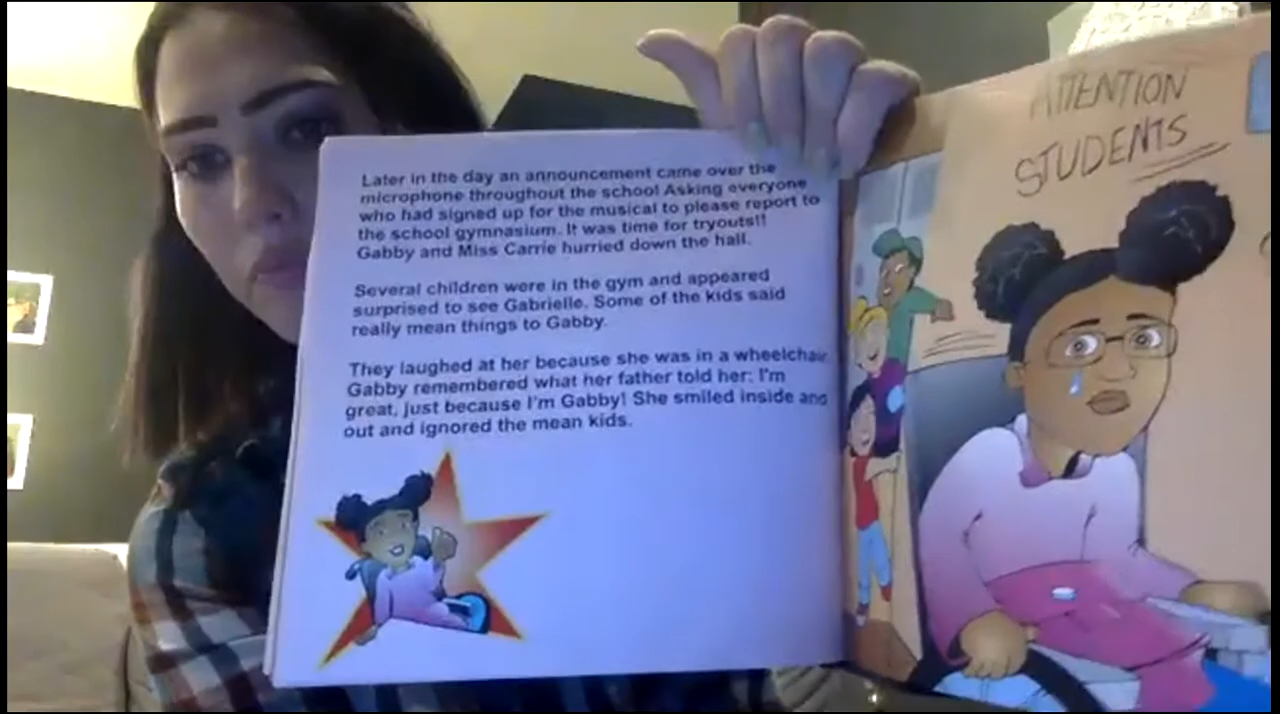 Later in the day an announcement came over the
microphone throughout the school Asking everyone
who had signed up for the musical to please report to
the school gymnasium. It was time for tryouts!!
Gabby and Miss Carrie hurried down the hall.
Several children were in the gym and appeared
surprised to see Gabrielle. Some of the kids said
really mean things to Gabby.
They laughed at her because she was in a wheelchair
Gabby remembered what her father told her: I'm
great, just because I'm Gabby! She smiled inside and
out and ignored the mean kids.
ATTENTION
STUDENTS